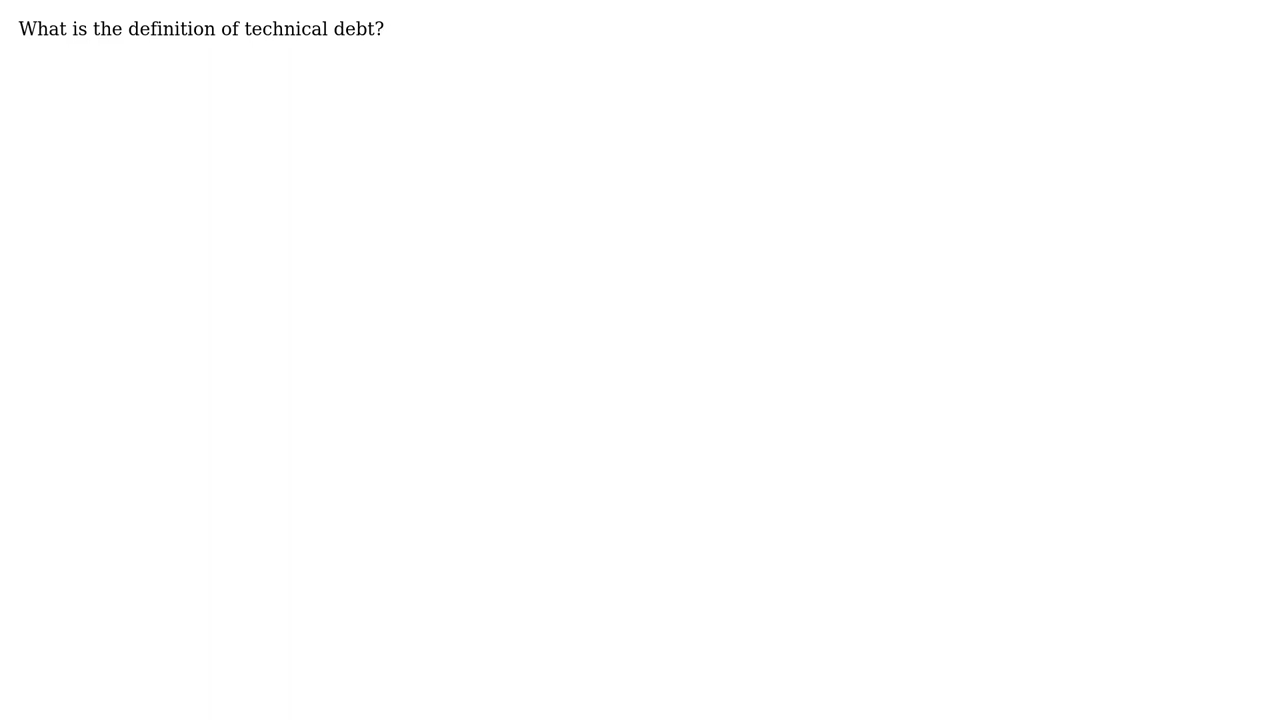 What is the definition of technical debt?